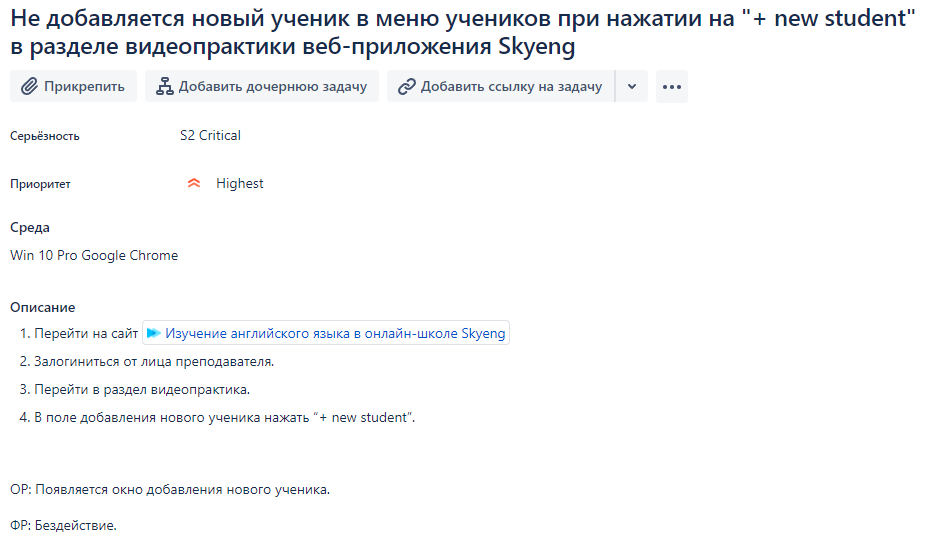 Не добавляется новый ученик в меню учеников при нажатии на "+ new student"
в разделе видеопрактики веб-приложения Skyeng
Прикрепить
Добавить дочернюю задачу
Добавить ссылку на задачу
Серьёзность S2 Critical
Приоритет Highest
Среда
Win 10 Pro Google Chrome
Описание
1. Перейти на сайт Изучение английского языка в онлайн-школе Skyeng
2. Залогиниться от лица преподавателя.
3. Перейти в раздел видеопрактика.
4. В поле добавления нового ученика нажать “+ new student”.
ОР: Появляется окно добавления нового ученика.
ФР: Бездействие.